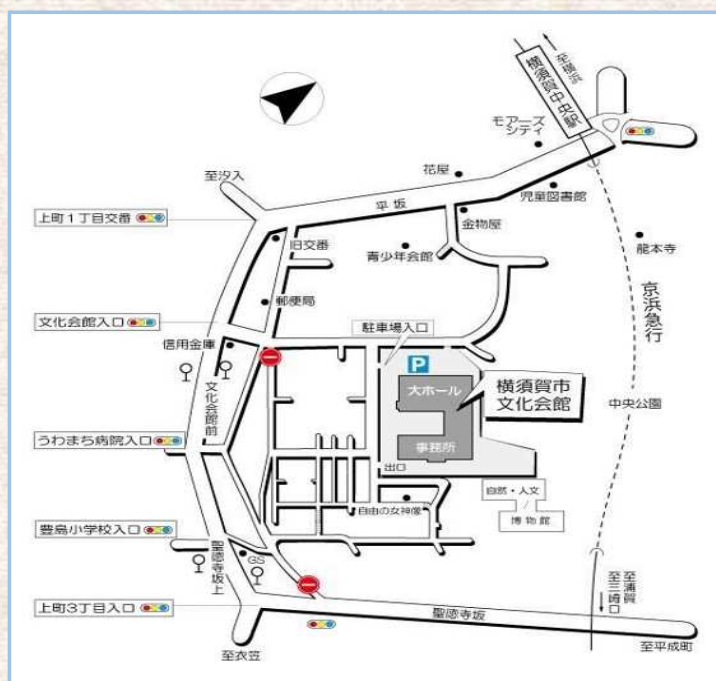 至横浜
横須賀中央駅
モアーズ
シティ
花屋
至汐入
平坂
児童図書館
金物屋
上町1丁目交番
旧交番
青少年会館
龍本寺
郵便局
京浜急行
文化会館入口
駐車場入口
信用金庫
P
大ホール
横須賀市
文化会館
文化会館前
中央公園
うわまち病院入口
事務所
出口
自然・人文
自由の女神像
博物館
豊島小学校入口
聖徳寺坂上
GS
至浦賀
至三崎口
上町3丁目入口
聖徳寺坂
至衣笠
至平成町